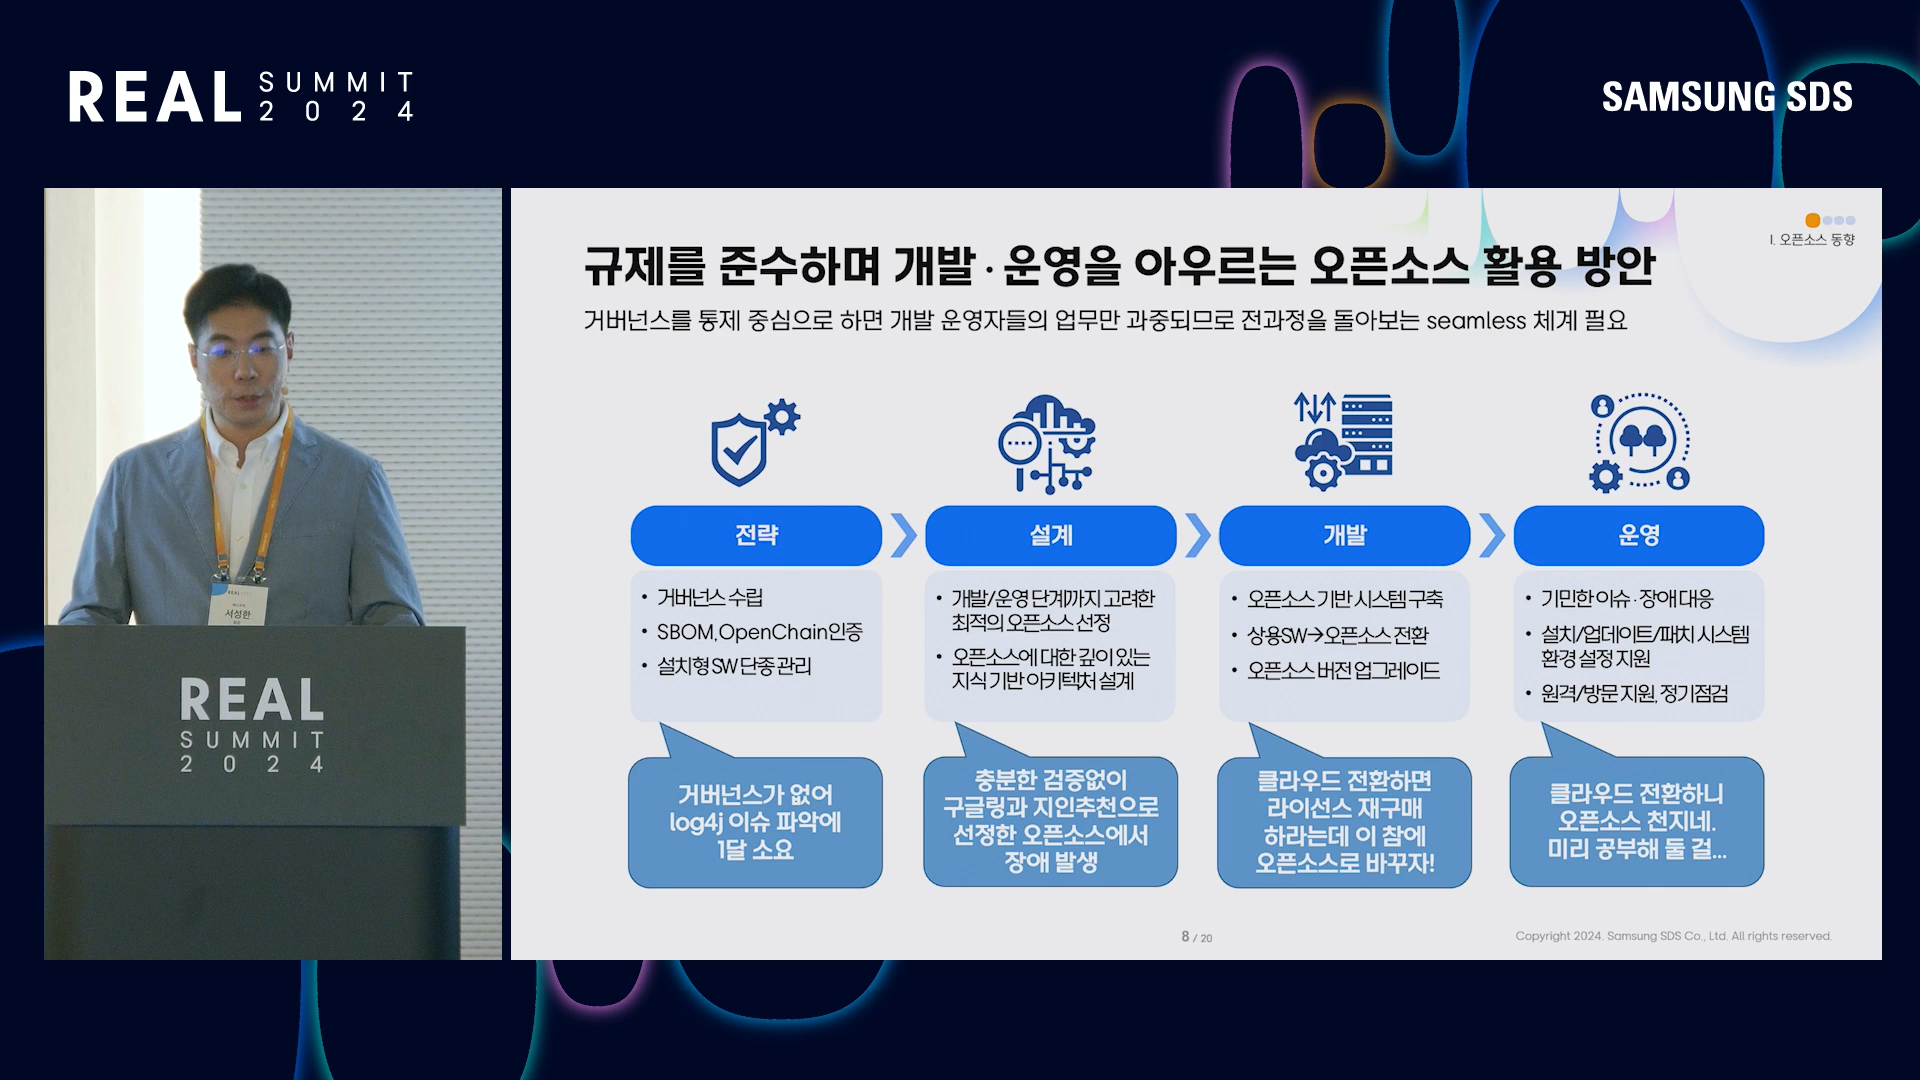 REAL SUMMIT
2024
SAMSUNG SDS
I. 오픈소스 동향
규제를 준수하며 개발 · 운영을 아우르는 오픈소스 활용 방안
거버넌스를 통제 중심으로 하면 개발 운영자들의 업무만 과중되므로 전과정을 돌아보는 seamless 체계 필요
전략
• 거버넌스 수립
• SBOM, OpenChain인증
• 설치형 SW 단종 관리
거버넌스가 없어
log4j 이슈 파악에
1달 소요
설계
• 개발/운영 단계까지 고려한
최적의 오픈소스 선정
• 오픈소스에 대한 깊이 있는
지식 기반 아키텍처 설계
충분한 검증없이
구글링과 지인추천으로
선정한 오픈소스에서
장애 발생
개발
• 오픈소스 기반 시스템 구축
• 상용SW→오픈소스 전환
• 오픈소스 버전 업그레이드
클라우드 전환하면
라이선스 재구매
하라는데 이 참에
오픈소스로 바꾸자!
운영
• 기민한 이슈 · 장애 대응
• 설치/업데이트/패치 시스템
환경 설정 지원
• 원격/방문 지원, 정기점검
클라우드 전환하니
오픈소스 천지네.
미리 공부해 둘 걸...
8 / 20
Copyright 2024. Samsung SDS Co., Ltd. All rights reserved.
REAL
서성한
REAL
SUMMIT
2024